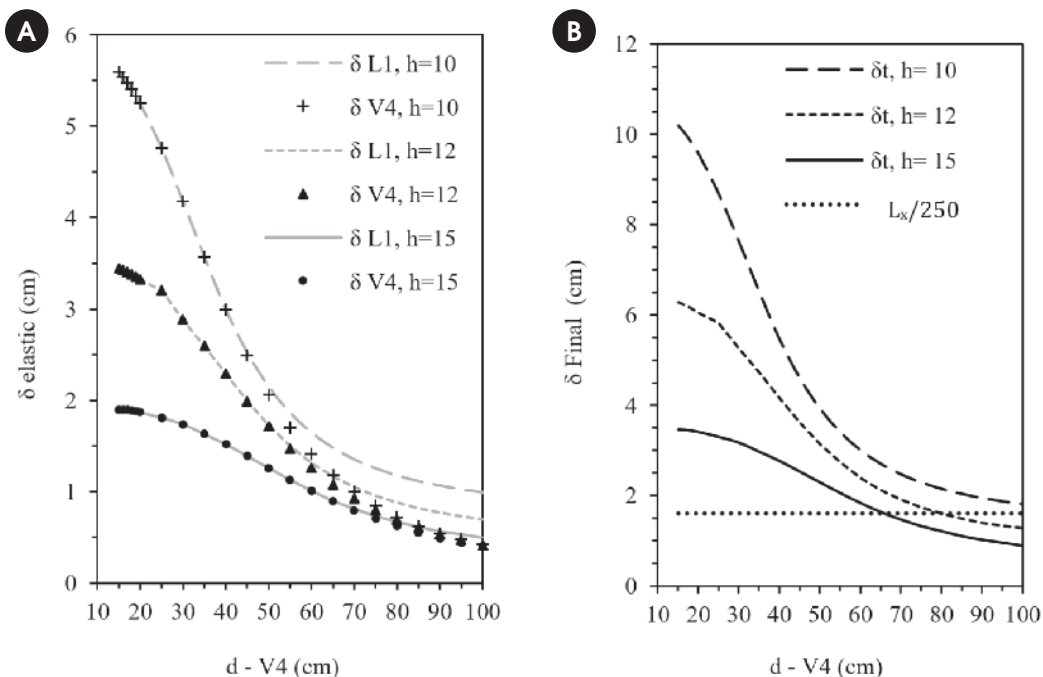 A
6
5
4
3
2
1
0
δ elastic (cm)
δ L1, h=10
δ V4, h=10
δ L1, h=12
δ V4, h=12
δ L1, h=15
δ V4, h=15
10 20 30 40 50 60 70 80 90 100
d - V4 (cm)
B
12
10
8
6
4
2
0
δ Final (cm)
δt, h= 10
δt, h= 12
δt, h= 15
Lₓ/250
10 20 30 40 50 60 70 80 90 100
d - V4 (cm)